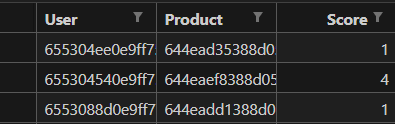 User Product Score
655304ee0e9ff7 644ead35388d0 1
655304540e9ff7 644eaef8388d05 4
6553088d0e9ff7 644eadd1388d0 1